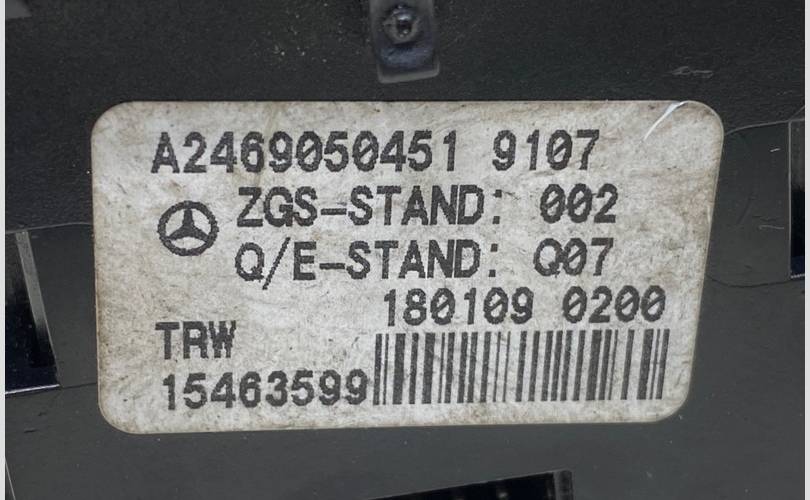 A2469050451 9107
ZGS-STAND: 002
Q/E-STAND: Q07
180109 0200
TRW
15463599